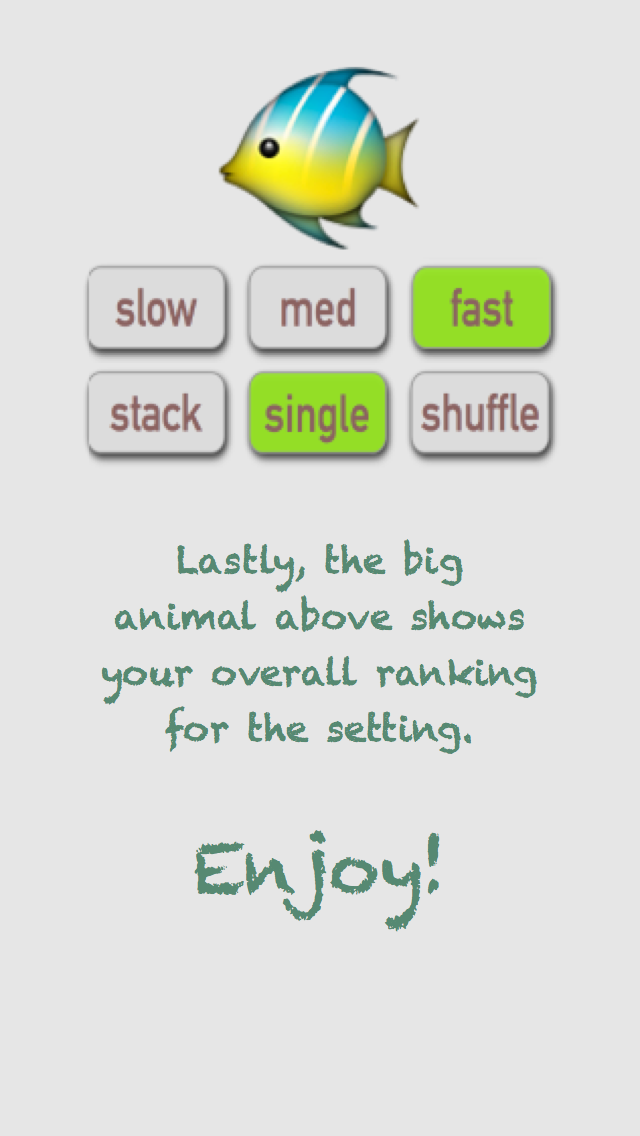 slow med fast
stack single shuffle
Lastly, the big
animal above shows
your overall ranking
for the setting.
Enjoy!